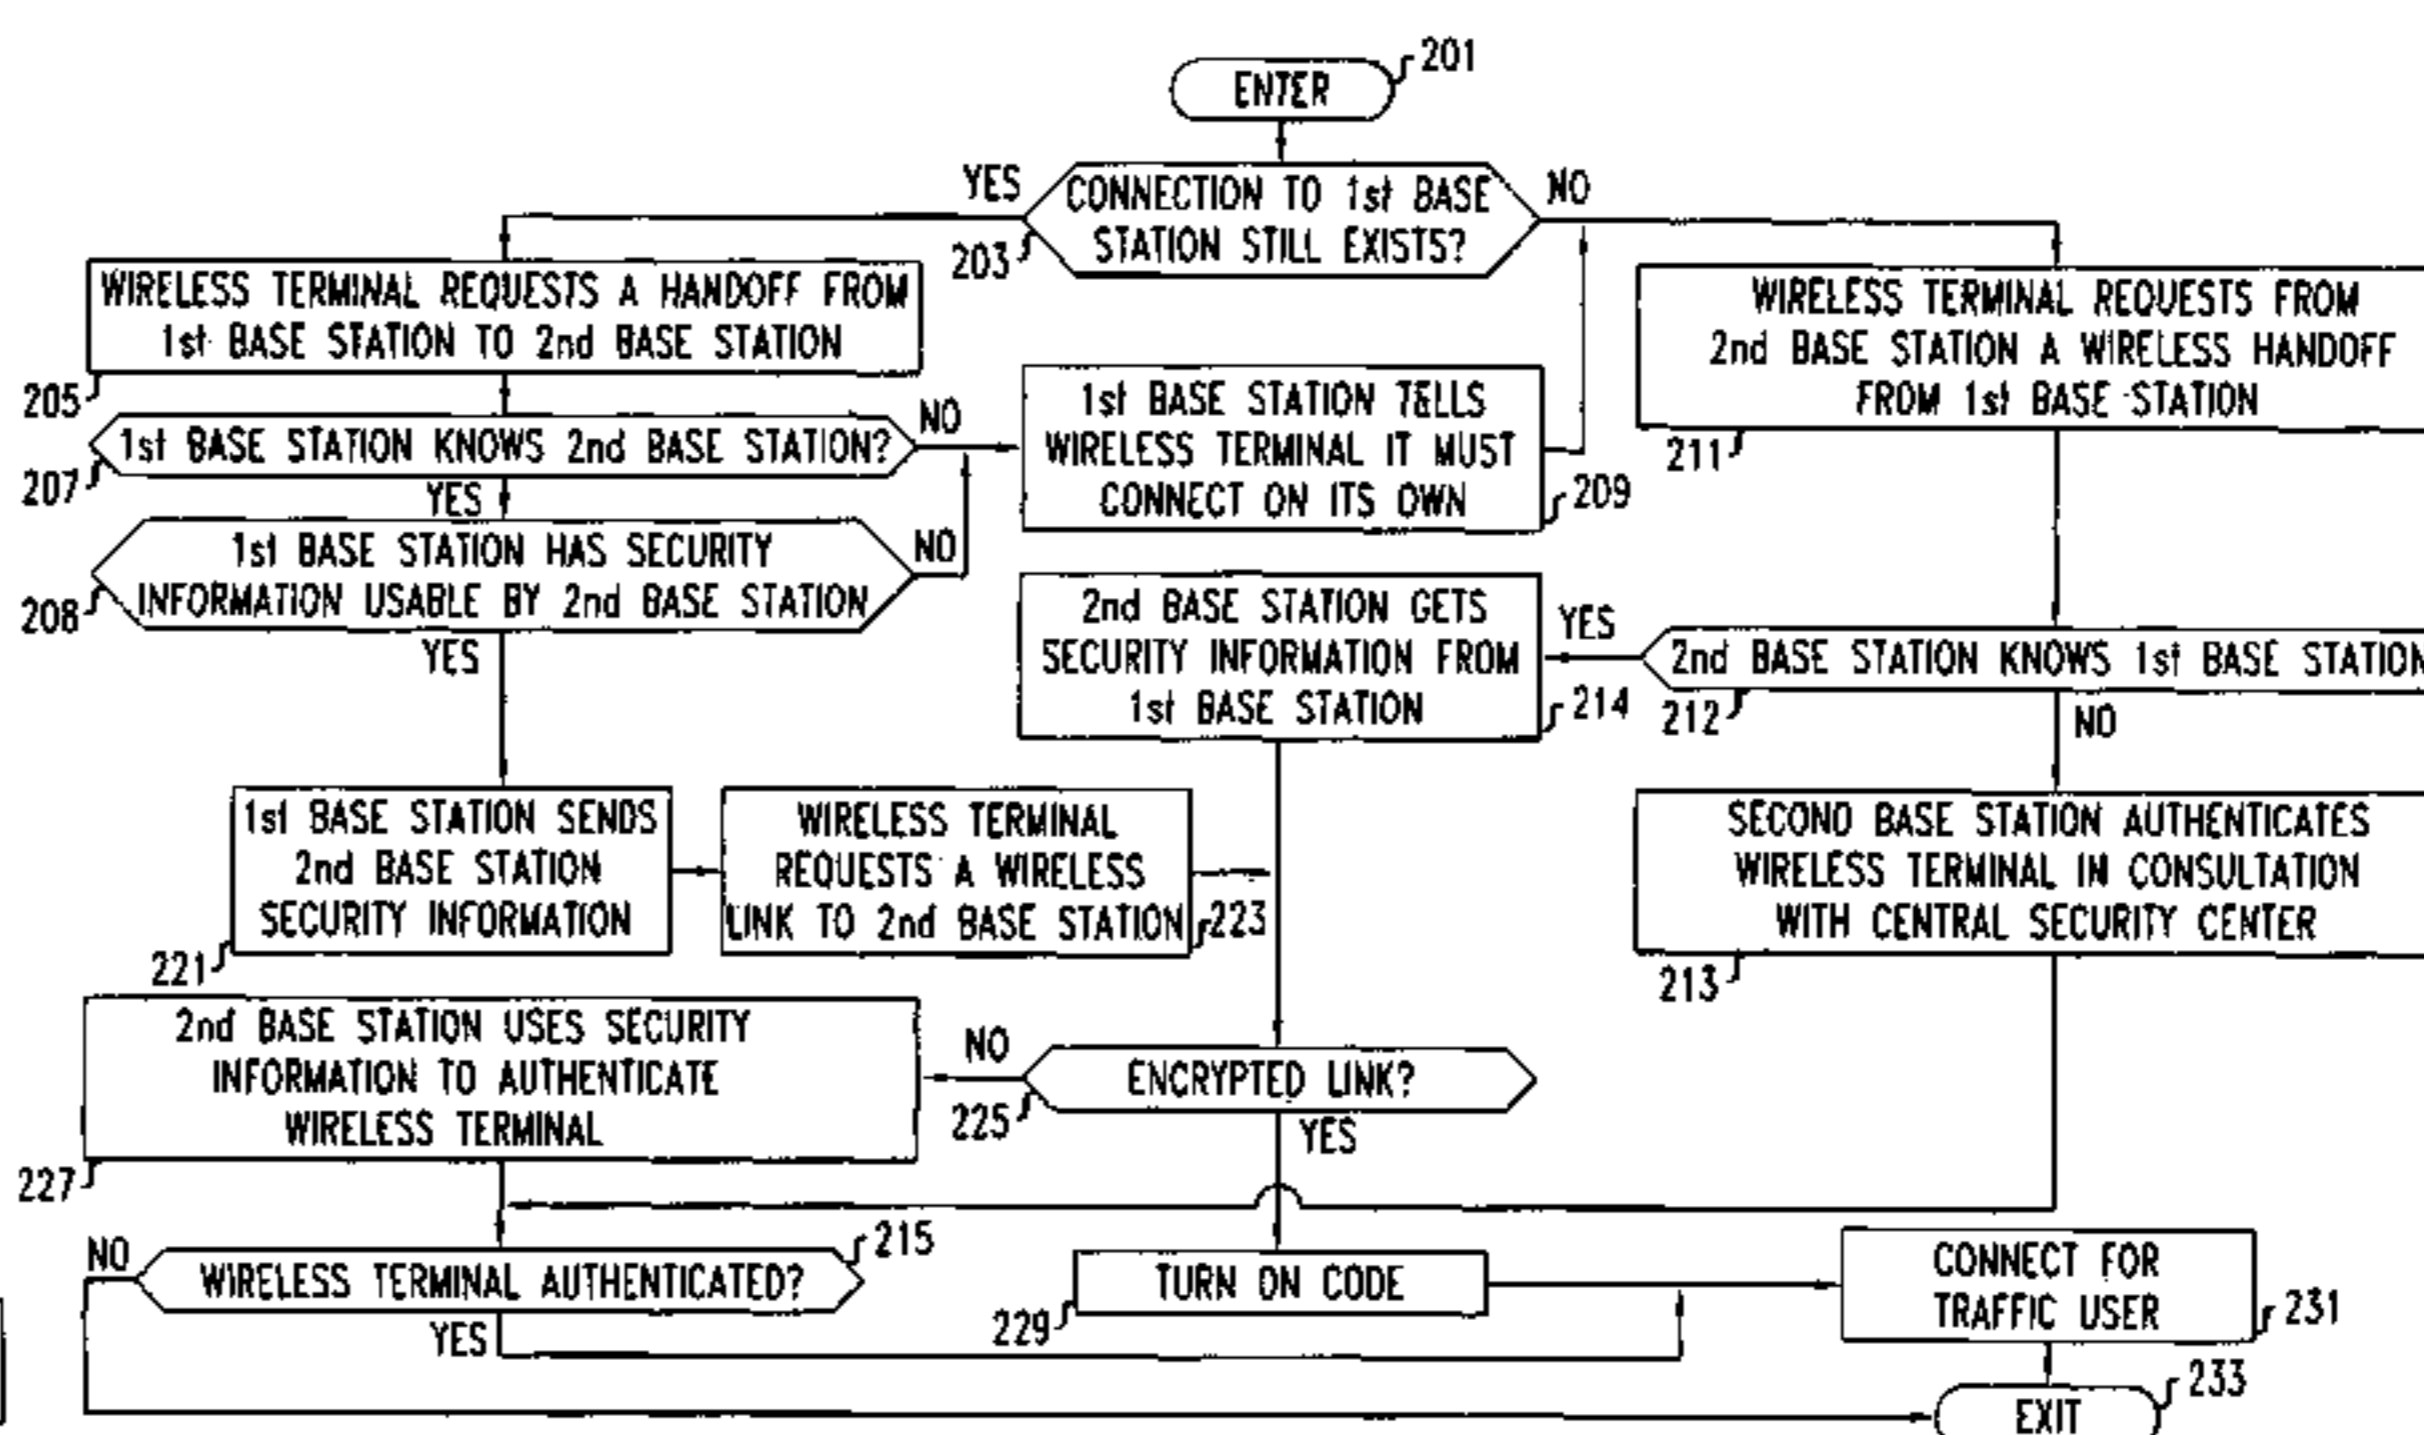 ENTER
201
YES
CONNECTION TO 1st BASE
STATION STILL EXISTS?
NO
203
WIRELESS TERMINAL REQUESTS A HANDOFF FROM
1st BASE STATION TO 2nd BASE STATION
205
WIRELESS TERMINAL REQUESTS FROM
2nd BASE STATION A WIRELESS HANDOFF
FROM 1st BASE STATION
211
1st BASE STATION KNOWS 2nd BASE STATION?
NO
207
YES
1st BASE STATION TELLS
WIRELESS TERMINAL IT MUST
CONNECT ON ITS OWN
209
1st BASE STATION HAS SECURITY
INFORMATION USABLE BY 2nd BASE STATION
NO
208
YES
2nd BASE STATION GETS
SECURITY INFORMATION FROM
1st BASE STATION
214
YES
2nd BASE STATION KNOWS 1st BASE STATION
212
NO
1st BASE STATION SENDS
2nd BASE STATION
SECURITY INFORMATION
221
WIRELESS TERMINAL
REQUESTS A WIRELESS
LINK TO 2nd BASE STATION
223
SECOND BASE STATION AUTHENTICATES
WIRELESS TERMINAL IN CONSULTATION
WITH CENTRAL SECURITY CENTER
213
2nd BASE STATION USES SECURITY
INFORMATION TO AUTHENTICATE
WIRELESS TERMINAL
227
NO
ENCRYPTED LINK?
225
YES
NO
WIRELESS TERMINAL AUTHENTICATED?
215
YES
TURN ON CODE
229
CONNECT FOR
TRAFFIC USER
231
EXIT
233